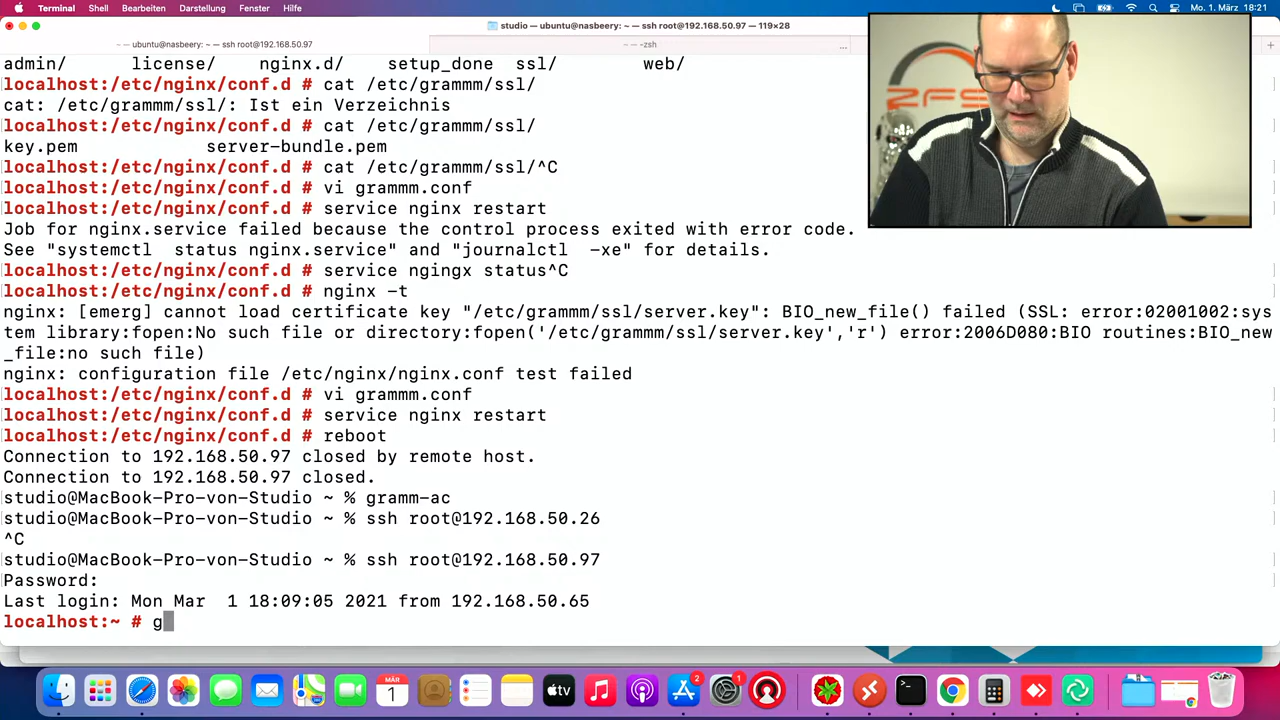 Terminal Shell Bearbeiten Darstellung Fenster Hilfe Mo. 1. März 18:21
studio — ubuntu@nasbeery: ~ — ssh root@192.168.50.97 — 119×28
~ — ubuntu@nasbeery: ~ — ssh root@192.168.50.97 ~ — -zsh ...
admin/ license/ nginx.d/ setup_done ssl/ web/
localhost:/etc/nginx/conf.d # cat /etc/grammm/ssl/
cat: /etc/grammm/ssl/: Ist ein Verzeichnis
localhost:/etc/nginx/conf.d # cat /etc/grammm/ssl/
key.pem server-bundle.pem
localhost:/etc/nginx/conf.d # cat /etc/grammm/ssl/^C
localhost:/etc/nginx/conf.d # vi grammm.conf
localhost:/etc/nginx/conf.d # service nginx restart
Job for nginx.service failed because the control process exited with error code.
See "systemctl status nginx.service" and "journalctl -xe" for details.
localhost:/etc/nginx/conf.d # service ngingx status^C
localhost:/etc/nginx/conf.d # nginx -t
nginx: [emerg] cannot load certificate key "/etc/grammm/ssl/server.key": BIO_new_file() failed (SSL: error:02001002:sys
tem library:fopen:No such file or directory:fopen('/etc/grammm/ssl/server.key','r') error:2006D080:BIO routines:BIO_new
_file:no such file)
nginx: configuration file /etc/nginx/nginx.conf test failed
localhost:/etc/nginx/conf.d # vi grammm.conf
localhost:/etc/nginx/conf.d # service nginx restart
localhost:/etc/nginx/conf.d # reboot
Connection to 192.168.50.97 closed by remote host.
Connection to 192.168.50.97 closed.
studio@MacBook-Pro-von-Studio ~ % gramm-ac
studio@MacBook-Pro-von-Studio ~ % ssh root@192.168.50.26
^C
studio@MacBook-Pro-von-Studio ~ % ssh root@192.168.50.97
Password:
Last login: Mon Mar 1 18:09:05 2021 from 192.168.50.65
localhost:~ # g
MÄR
1
tv
2
1